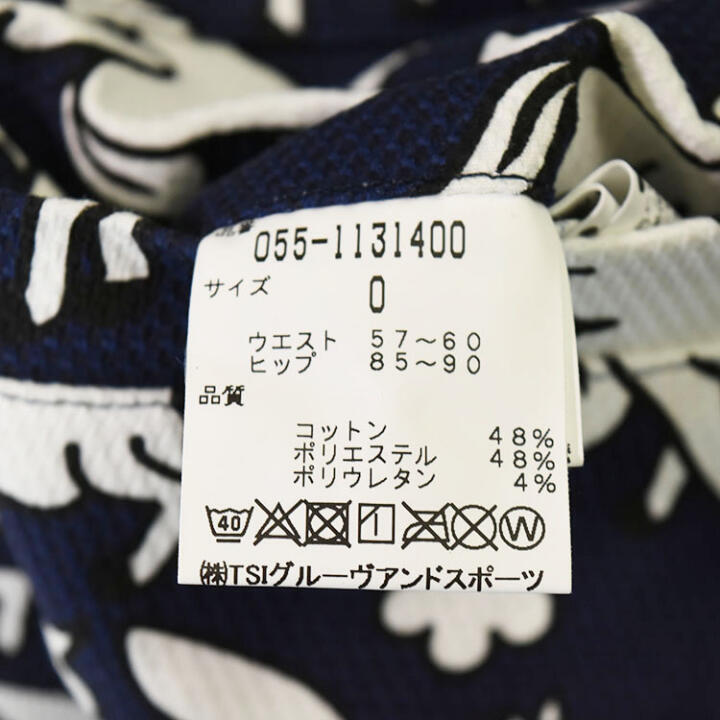 品番 055-1131400
サイズ 0
ウエスト 57～60
ヒップ 85～90
品質
コットン 48%
ポリエステル 48%
ポリウレタン 4%
40 W
㈱TSIグルーヴアンドスポーツ